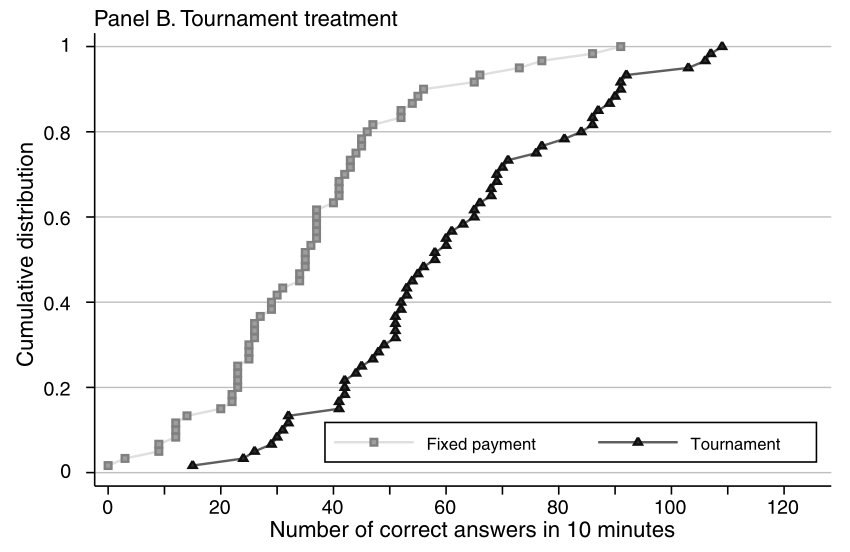 Panel B. Tournament treatment
Cumulative distribution
1
0.8
0.6
0.4
0.2
0
Fixed payment
Tournament
0 20 40 60 80 100 120
Number of correct answers in 10 minutes